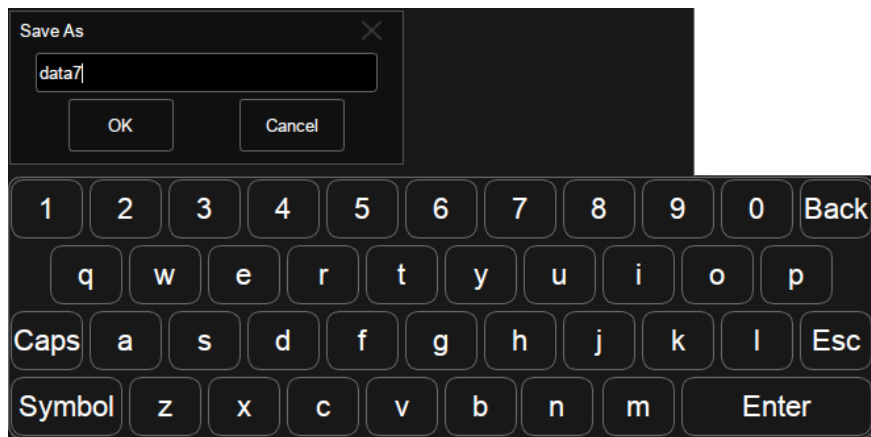 Save As
data7
OK Cancel
1 2 3 4 5 6 7 8 9 0 Back
q w e r t y u i o p
Caps a s d f g h j k l Esc
Symbol z x c v b n m Enter